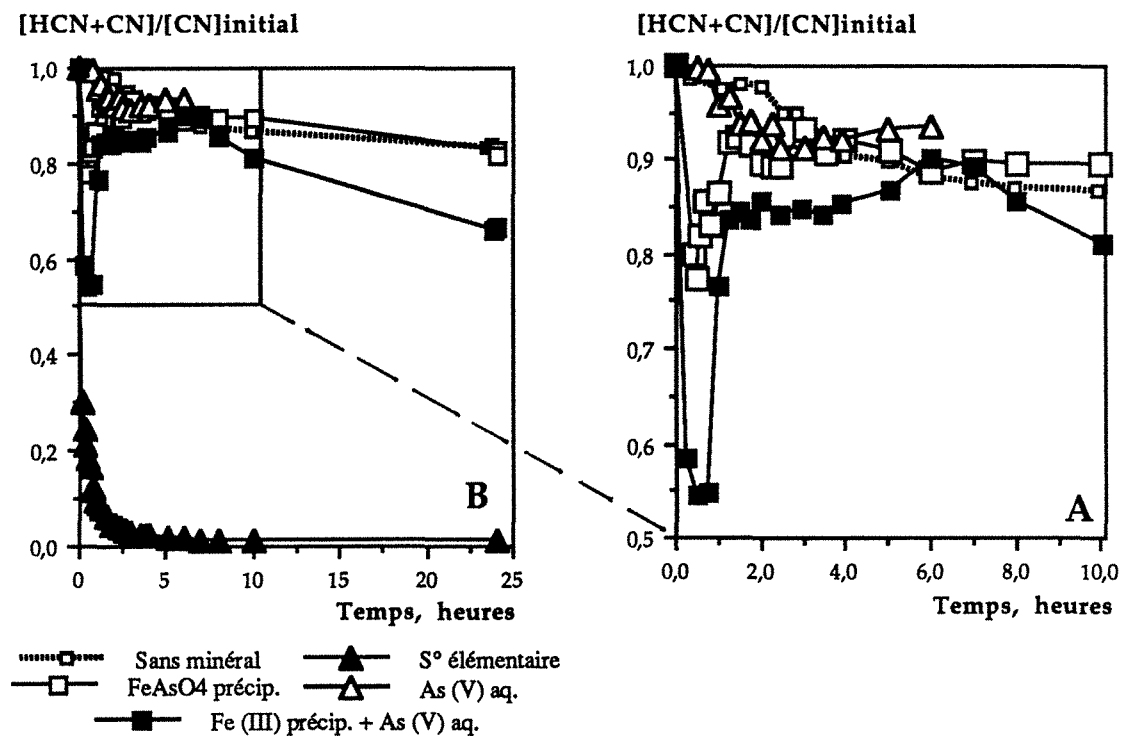 [HCN+CN]/[CN]initial
1,0
0,8
0,6
0,4
0,2
0,0
B
0 5 10 15 20 25
Temps, heures
[HCN+CN]/[CN]initial
1,0
0,9
0,8
0,7
0,6
0,5
A
0,0 2,0 4,0 6,0 8,0 10,0
Temps, heures
Sans minéral
S° élémentaire
FeAsO4 précip.
As (V) aq.
Fe (III) précip. + As (V) aq.